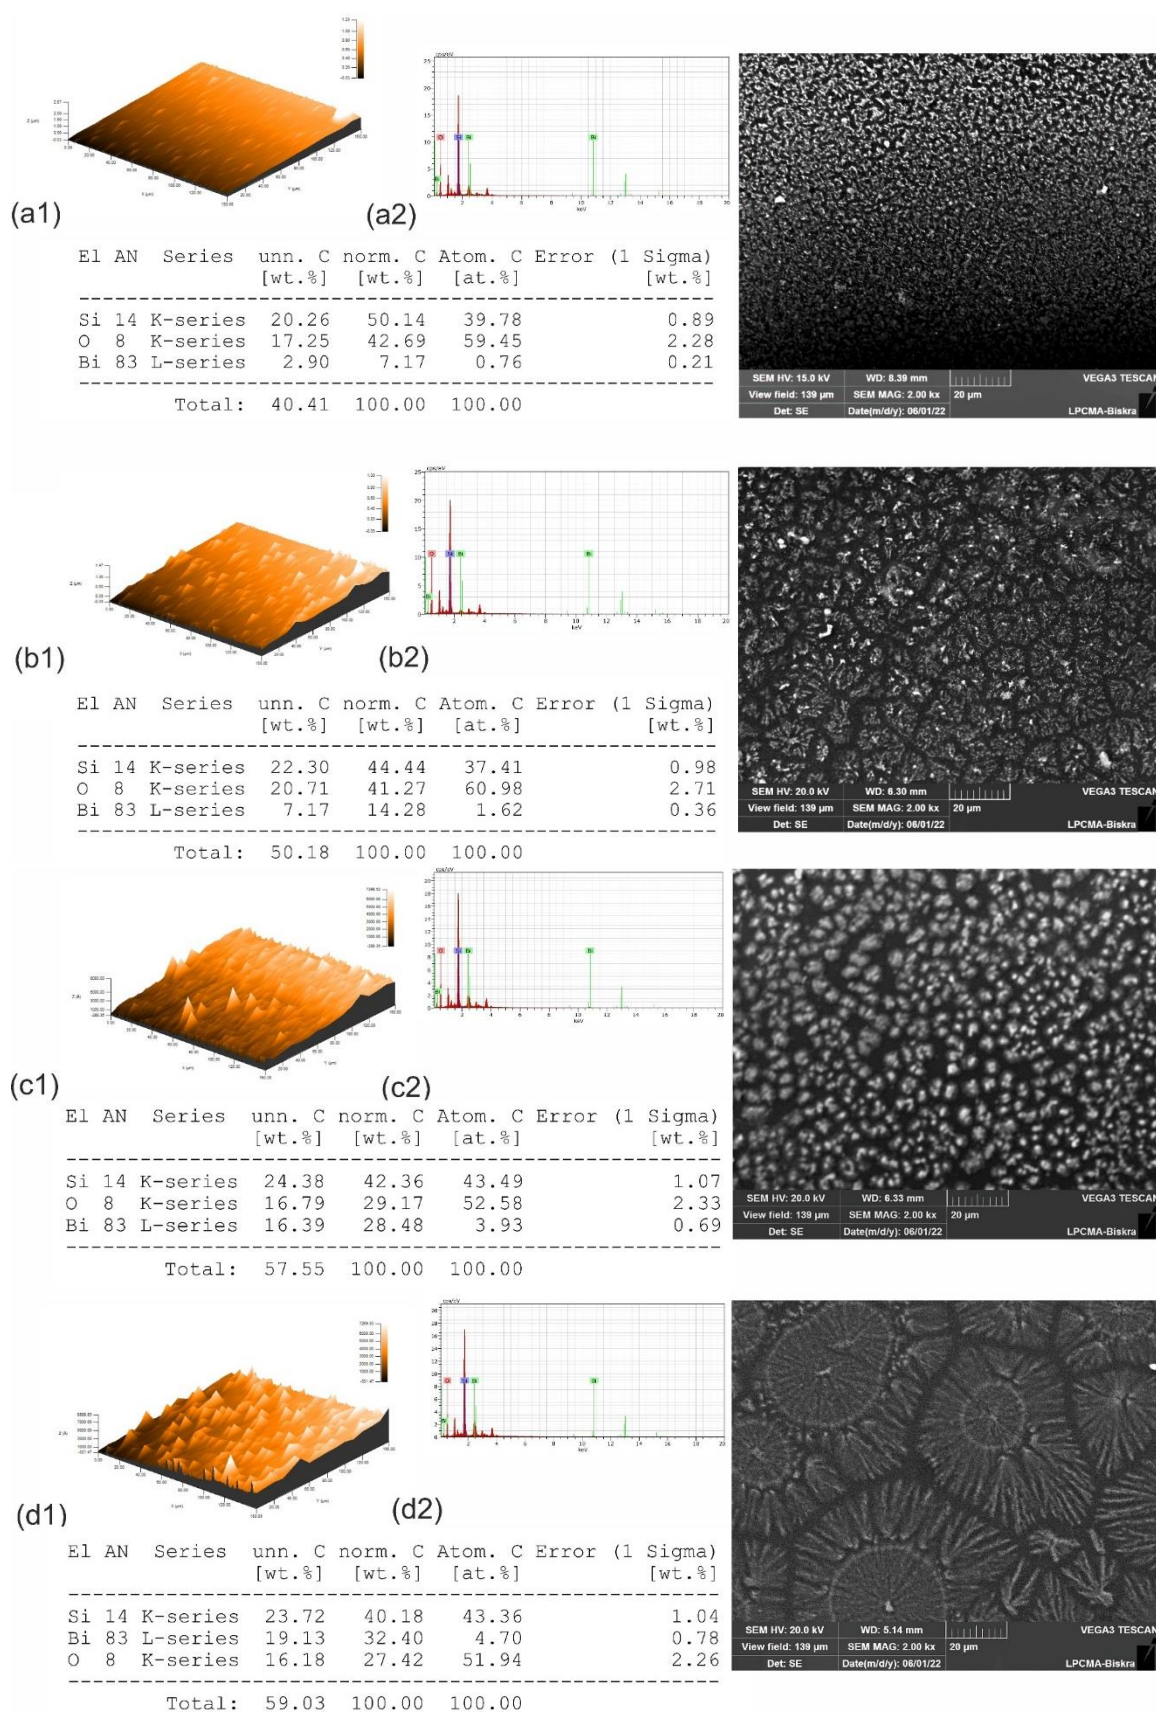 (a1)
(a2)
cps/eV
keV
El AN Series unn. C norm. C Atom. C Error (1 Sigma)
[wt.%] [wt.%] [at.%] [wt.%]
Si 14 K-series 20.26 50.14 39.78 0.89
O 8 K-series 17.25 42.69 59.45 2.28
Bi 83 L-series 2.90 7.17 0.76 0.21
Total: 40.41 100.00 100.00
SEM HV: 15.0 kV WD: 8.39 mm VEGA3 TESCAN
View field: 139 µm SEM MAG: 2.00 kx 20 µm
Det: SE Date(m/d/y): 06/01/22 LPCMA-Biskra
(b1)
(b2)
cps/eV
keV
El AN Series unn. C norm. C Atom. C Error (1 Sigma)
[wt.%] [wt.%] [at.%] [wt.%]
Si 14 K-series 22.30 44.44 37.41 0.98
O 8 K-series 20.71 41.27 60.98 2.71
Bi 83 L-series 7.17 14.28 1.62 0.36
Total: 50.18 100.00 100.00
SEM HV: 20.0 kV WD: 6.30 mm VEGA3 TESCAN
View field: 139 µm SEM MAG: 2.00 kx 20 µm
Det: SE Date(m/d/y): 06/01/22 LPCMA-Biskra
(c1)
(c2)
cps/eV
keV
El AN Series unn. C norm. C Atom. C Error (1 Sigma)
[wt.%] [wt.%] [at.%] [wt.%]
Si 14 K-series 24.38 42.36 43.49 1.07
O 8 K-series 16.79 29.17 52.58 2.33
Bi 83 L-series 16.39 28.48 3.93 0.69
Total: 57.55 100.00 100.00
SEM HV: 20.0 kV WD: 6.33 mm VEGA3 TESCAN
View field: 139 µm SEM MAG: 2.00 kx 20 µm
Det: SE Date(m/d/y): 06/01/22 LPCMA-Biskra
(d1)
(d2)
cps/eV
keV
El AN Series unn. C norm. C Atom. C Error (1 Sigma)
[wt.%] [wt.%] [at.%] [wt.%]
Si 14 K-series 23.72 40.18 43.36 1.04
Bi 83 L-series 19.13 32.40 4.70 0.78
O 8 K-series 16.18 27.42 51.94 2.26
Total: 59.03 100.00 100.00
SEM HV: 20.0 kV WD: 5.14 mm VEGA3 TESCAN
View field: 139 µm SEM MAG: 2.00 kx 20 µm
Det: SE Date(m/d/y): 06/01/22 LPCMA-Biskra